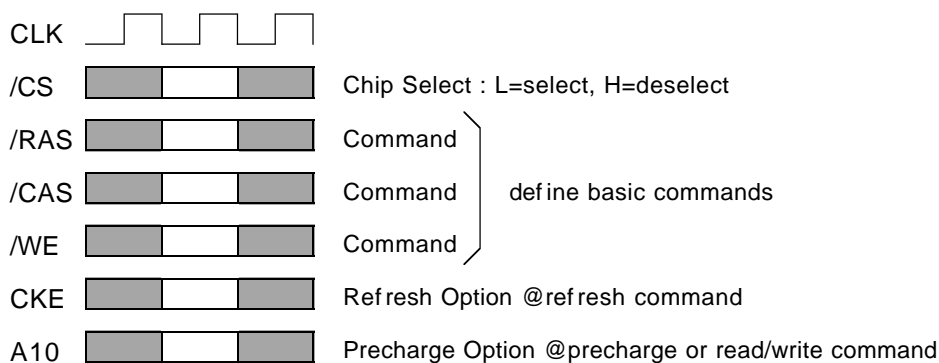 CLK
/CS Chip Select : L=select, H=deselect
/RAS Command
/CAS Command define basic commands
/WE Command
CKE Refresh Option @refresh command
A10 Precharge Option @precharge or read/write command